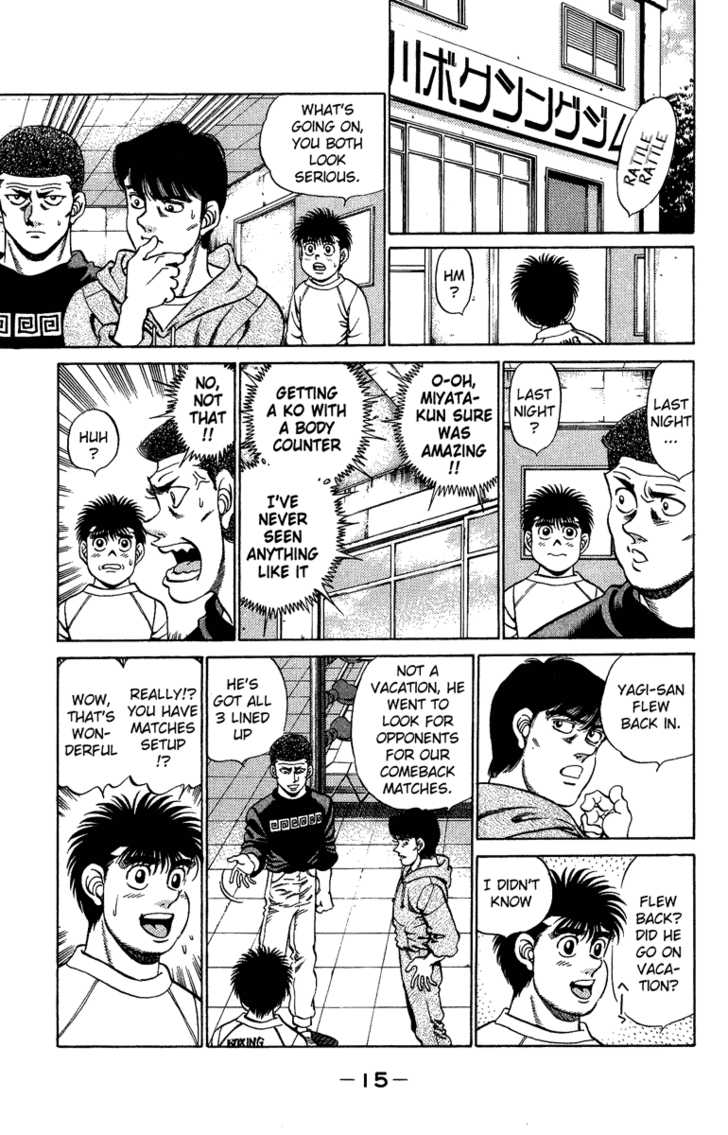 川ボクシングジム
RATTLE
RATTLE
HM
?
WHAT'S
GOING ON,
YOU BOTH
LOOK
SERIOUS.
LAST
NIGHT
...
LAST
NIGHT
?
O-OH,
MIYATA-
KUN SURE
WAS
AMAZING
!!
GETTING
A KO WITH
A BODY
COUNTER
I'VE
NEVER
SEEN
ANYTHING
LIKE IT
NO,
NOT
THAT
!!
HUH
?
YAGI-SAN
FLEW
BACK IN.
FLEW
BACK?
DID HE
GO ON
VACA-
TION?
I DIDN'T
KNOW
NOT A
VACATION, HE
WENT TO
LOOK FOR
OPPONENTS
FOR OUR
COMEBACK
MATCHES.
HE'S
GOT ALL
3 LINED
UP
BOXING
REALLY!?
YOU HAVE
MATCHES
SETUP
!?
WOW,
THAT'S
WON-
DERFUL
-15-